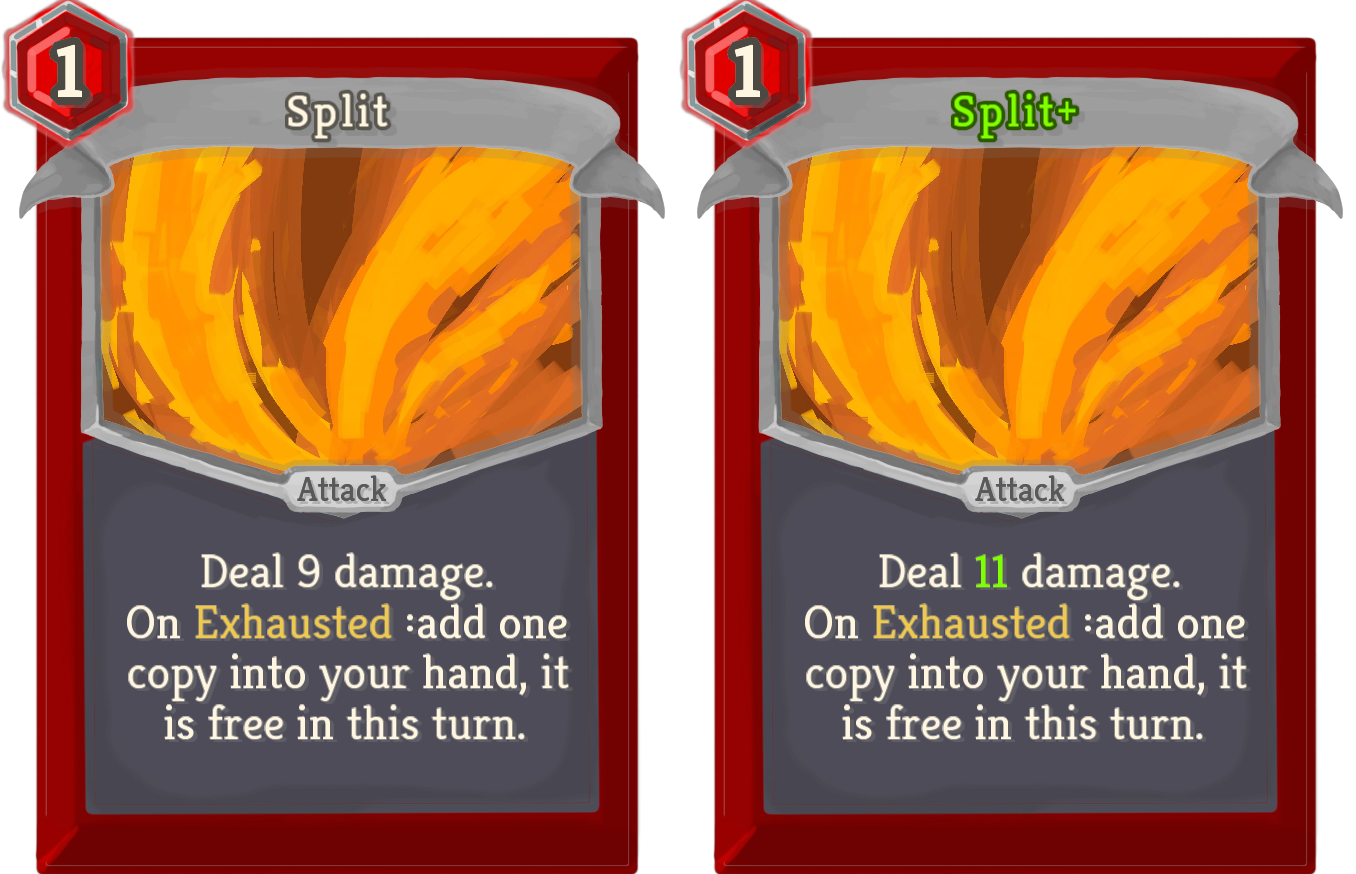 1
Split
Attack
Deal 9 damage.
On Exhausted :add one
copy into your hand, it
is free in this turn.
1
Split+
Attack
Deal 11 damage.
On Exhausted :add one
copy into your hand, it
is free in this turn.